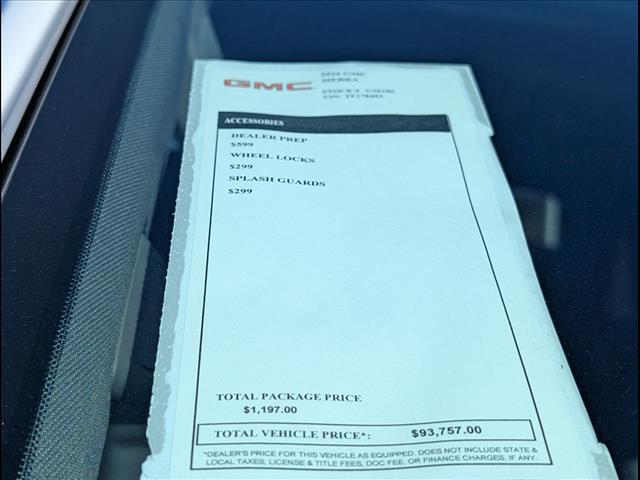 GMC
GMC
SIERRA
STOCK #
VIN:
ACCESSORIES
DEALER PREP
$599
WHEEL LOCKS
$299
SPLASH GUARDS
$299
TOTAL PACKAGE PRICE
$1,197.00
TOTAL VEHICLE PRICE*: $93,757.00
*DEALER'S PRICE FOR THIS VEHICLE AS EQUIPPED. DOES NOT INCLUDE STATE &
LOCAL TAXES, LICENSE & TITLE FEES, DOC FEE, OR FINANCE CHARGES, IF ANY.